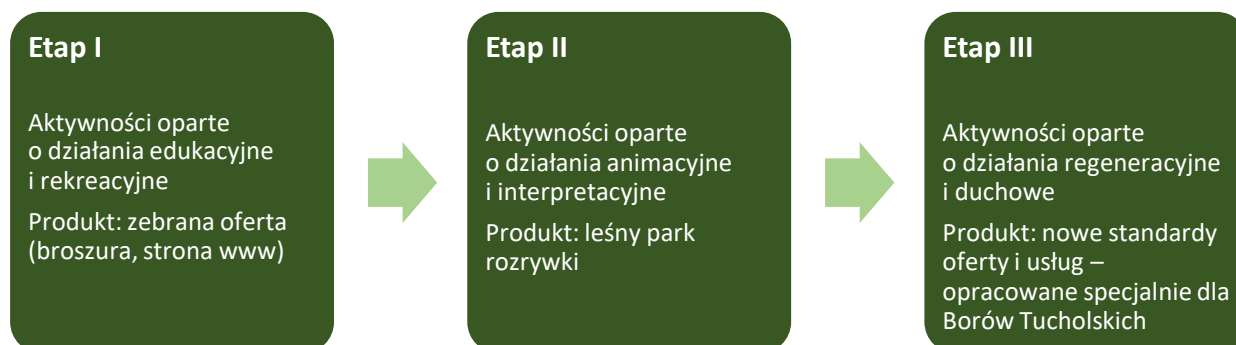 Etap I
Aktywności oparte
o działania edukacyjne
i rekreacyjne
Produkt: zebrana oferta
(broszura, strona www)
Etap II
Aktywności oparte
o działania animacyjne
i interpretacyjne
Produkt: leśny park
rozrywki
Etap III
Aktywności oparte
o działania regeneracyjne
i duchowe
Produkt: nowe standardy
oferty i usług –
opracowane specjalnie dla
Borów Tucholskich